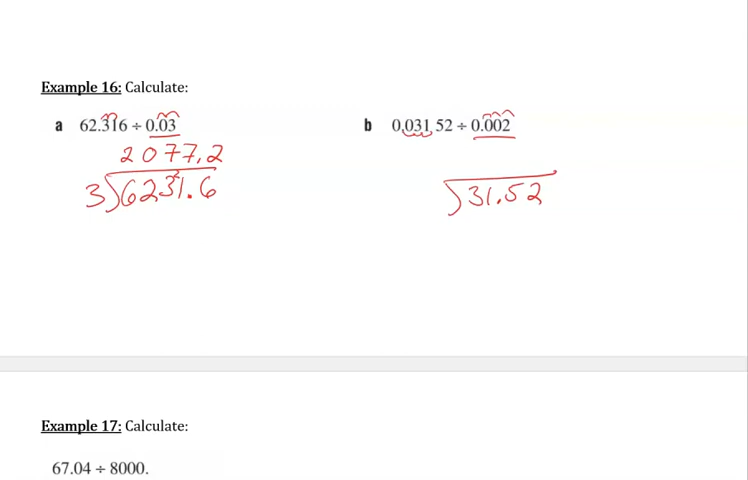 Example 16: Calculate:
a 62.316 ÷ 0.03
b 0.031 52 ÷ 0.002
2077.2
3 6231.6
31.52
Example 17: Calculate:
67.04 ÷ 8000.